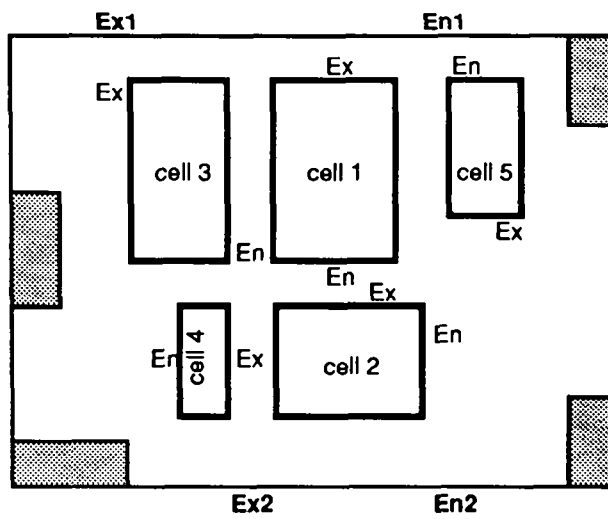 Ex1 En1
Ex En
Ex
cell 3 cell 1 cell 5
Ex
En
En
Ex
En
En cell 4 Ex cell 2
Ex2 En2